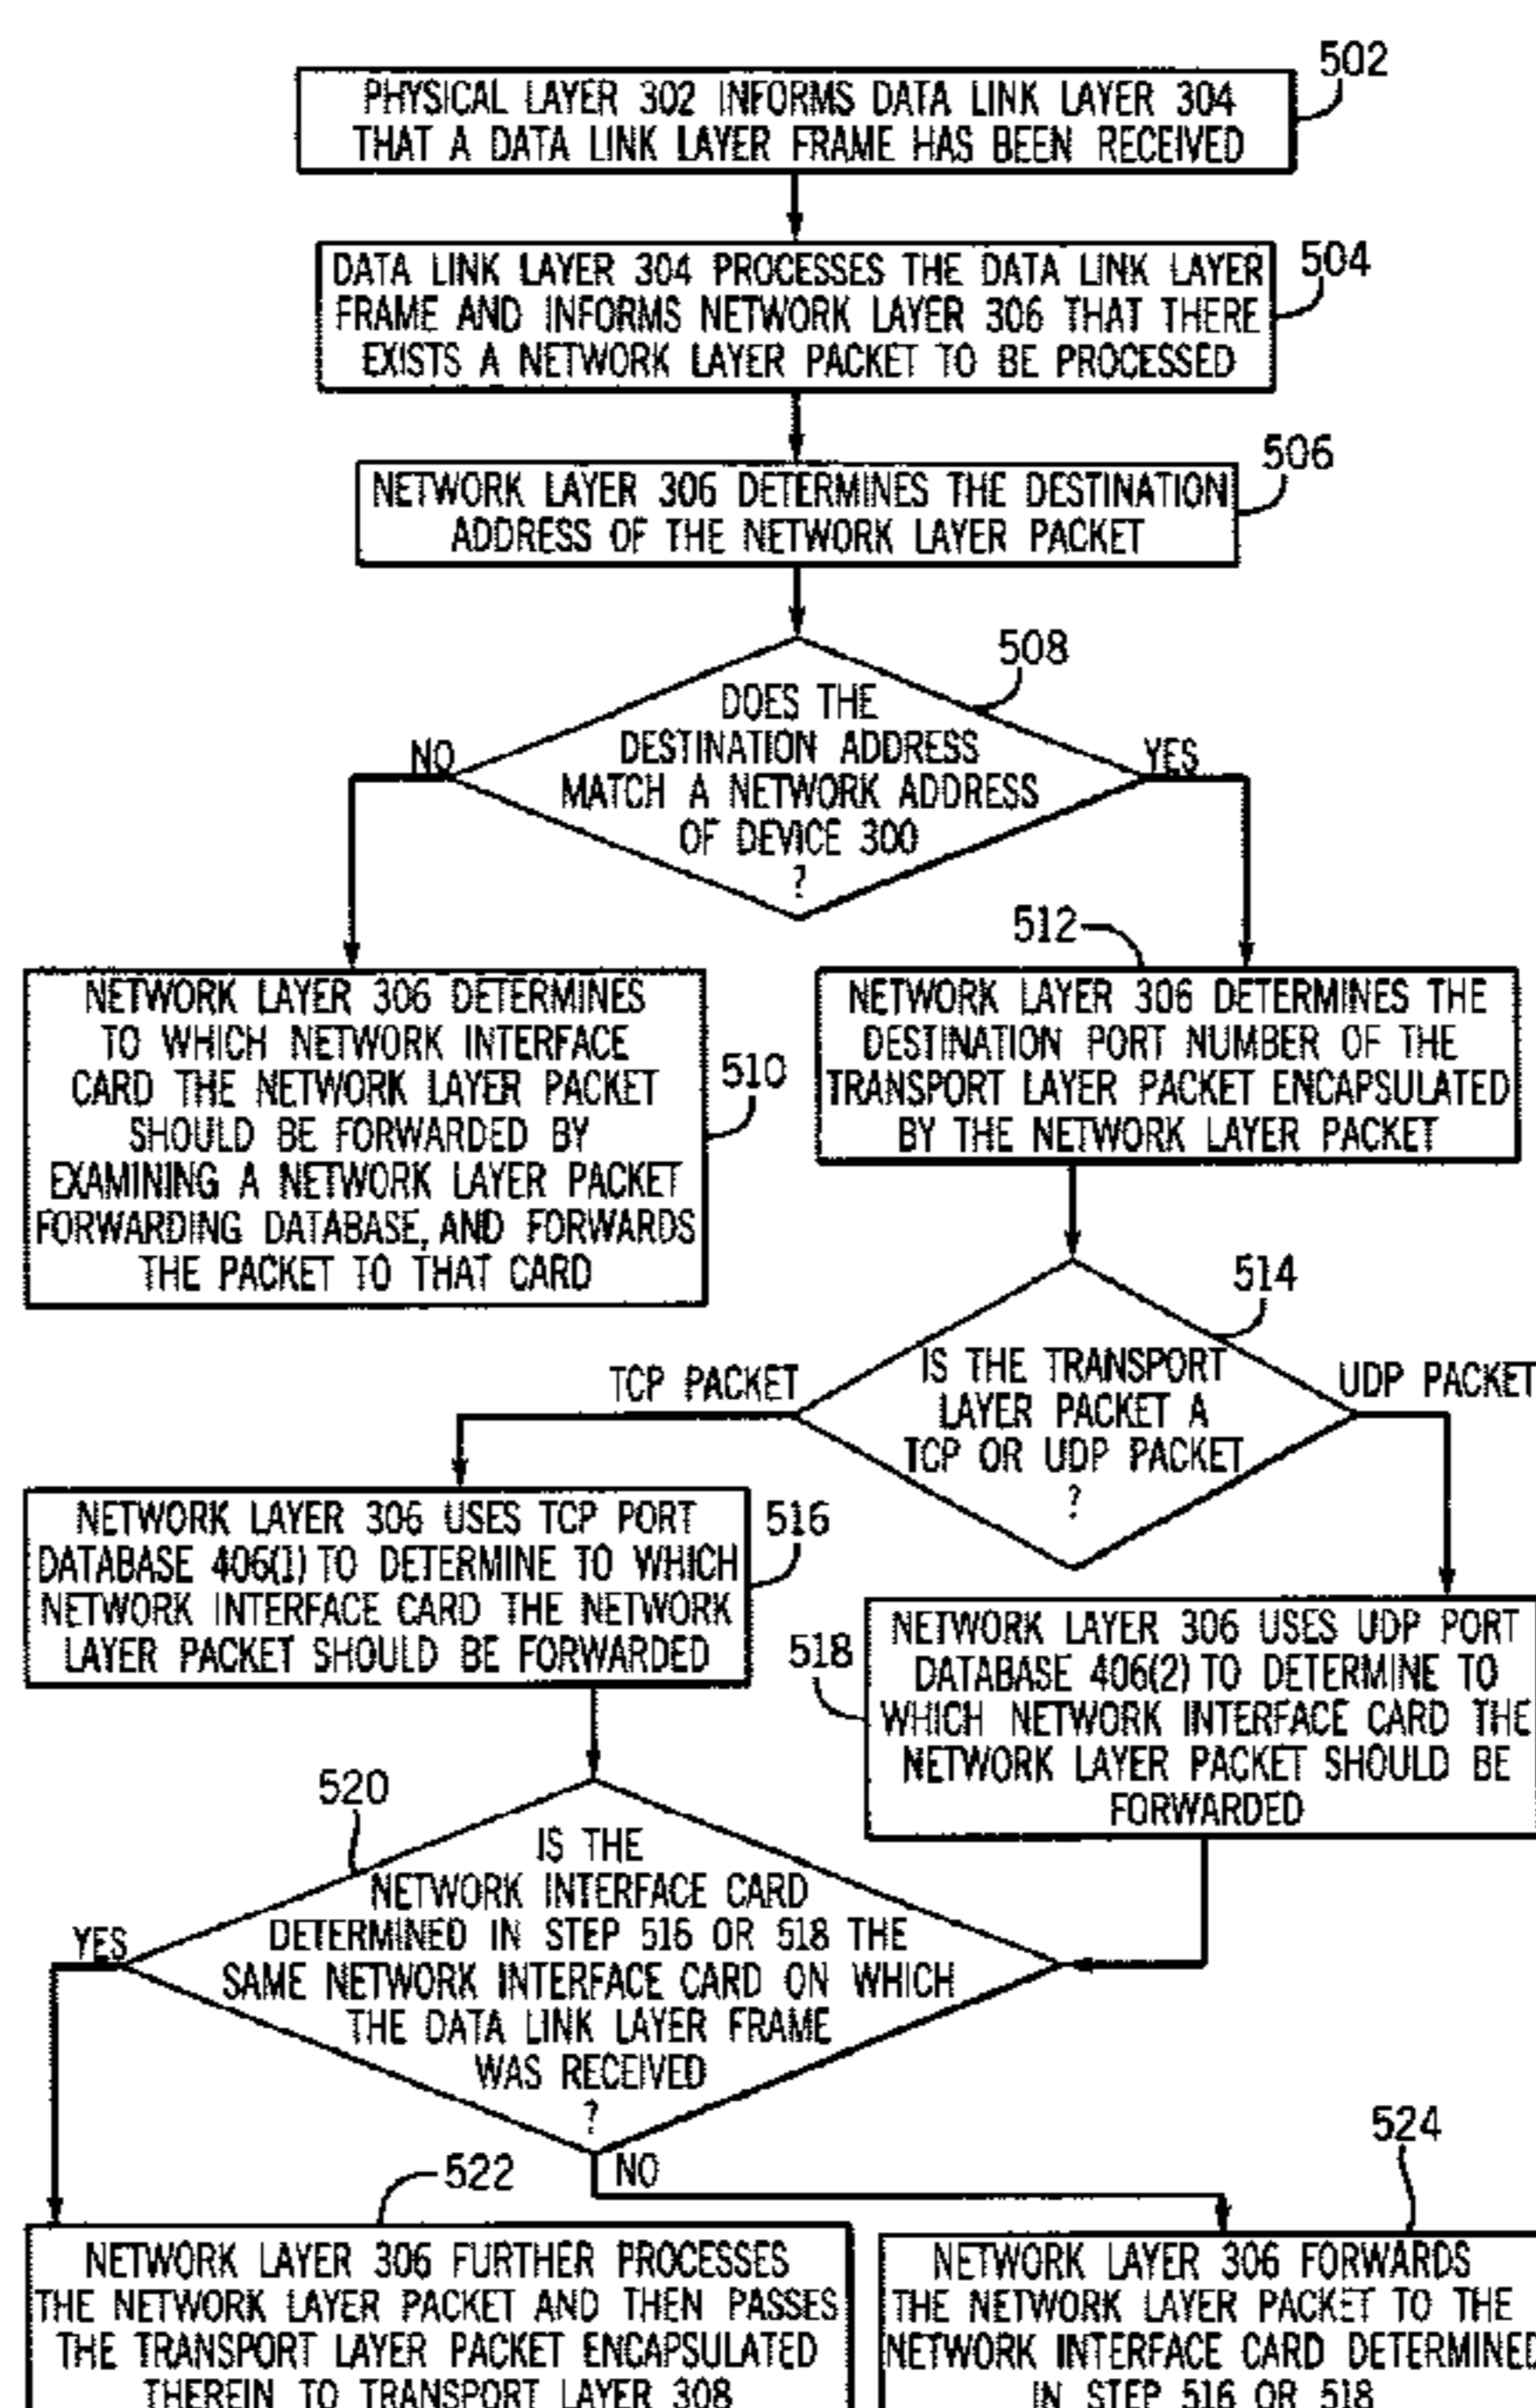 502
PHYSICAL LAYER 302 INFORMS DATA LINK LAYER 304
THAT A DATA LINK LAYER FRAME HAS BEEN RECEIVED
504
DATA LINK LAYER 304 PROCESSES THE DATA LINK LAYER
FRAME AND INFORMS NETWORK LAYER 306 THAT THERE
EXISTS A NETWORK LAYER PACKET TO BE PROCESSED
506
NETWORK LAYER 306 DETERMINES THE DESTINATION
ADDRESS OF THE NETWORK LAYER PACKET
508
DOES THE
DESTINATION ADDRESS
MATCH A NETWORK ADDRESS
OF DEVICE 300
?
NO
YES
510
NETWORK LAYER 306 DETERMINES
TO WHICH NETWORK INTERFACE
CARD THE NETWORK LAYER PACKET
SHOULD BE FORWARDED BY
EXAMINING A NETWORK LAYER PACKET
FORWARDING DATABASE, AND FORWARDS
THE PACKET TO THAT CARD
512
NETWORK LAYER 306 DETERMINES THE
DESTINATION PORT NUMBER OF THE
TRANSPORT LAYER PACKET ENCAPSULATED
BY THE NETWORK LAYER PACKET
514
IS THE TRANSPORT
LAYER PACKET A
TCP OR UDP PACKET
?
TCP PACKET
UDP PACKET
516
NETWORK LAYER 306 USES TCP PORT
DATABASE 406(1) TO DETERMINE TO WHICH
NETWORK INTERFACE CARD THE NETWORK
LAYER PACKET SHOULD BE FORWARDED
518
NETWORK LAYER 306 USES UDP PORT
DATABASE 406(2) TO DETERMINE TO
WHICH NETWORK INTERFACE CARD THE
NETWORK LAYER PACKET SHOULD BE
FORWARDED
520
IS THE
NETWORK INTERFACE CARD
DETERMINED IN STEP 516 OR 518 THE
SAME NETWORK INTERFACE CARD ON WHICH
THE DATA LINK LAYER FRAME
WAS RECEIVED
?
YES
NO
522
NETWORK LAYER 306 FURTHER PROCESSES
THE NETWORK LAYER PACKET AND THEN PASSES
THE TRANSPORT LAYER PACKET ENCAPSULATED
THEREIN TO TRANSPORT LAYER 308
524
NETWORK LAYER 306 FORWARDS
THE NETWORK LAYER PACKET TO THE
NETWORK INTERFACE CARD DETERMINED
IN STEP 516 OR 518